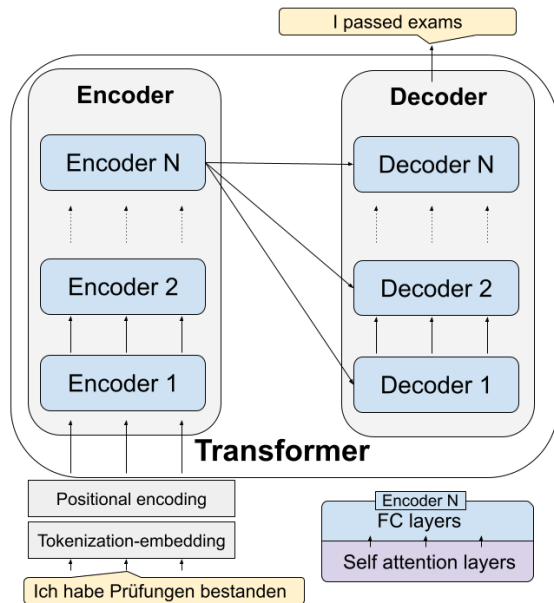 I passed exams
Encoder
Decoder
Encoder N
Decoder N
Encoder 2
Decoder 2
Encoder 1
Decoder 1
Transformer
Positional encoding
Tokenization-embedding
Ich habe Prüfungen bestanden
Encoder N
FC layers
Self attention layers